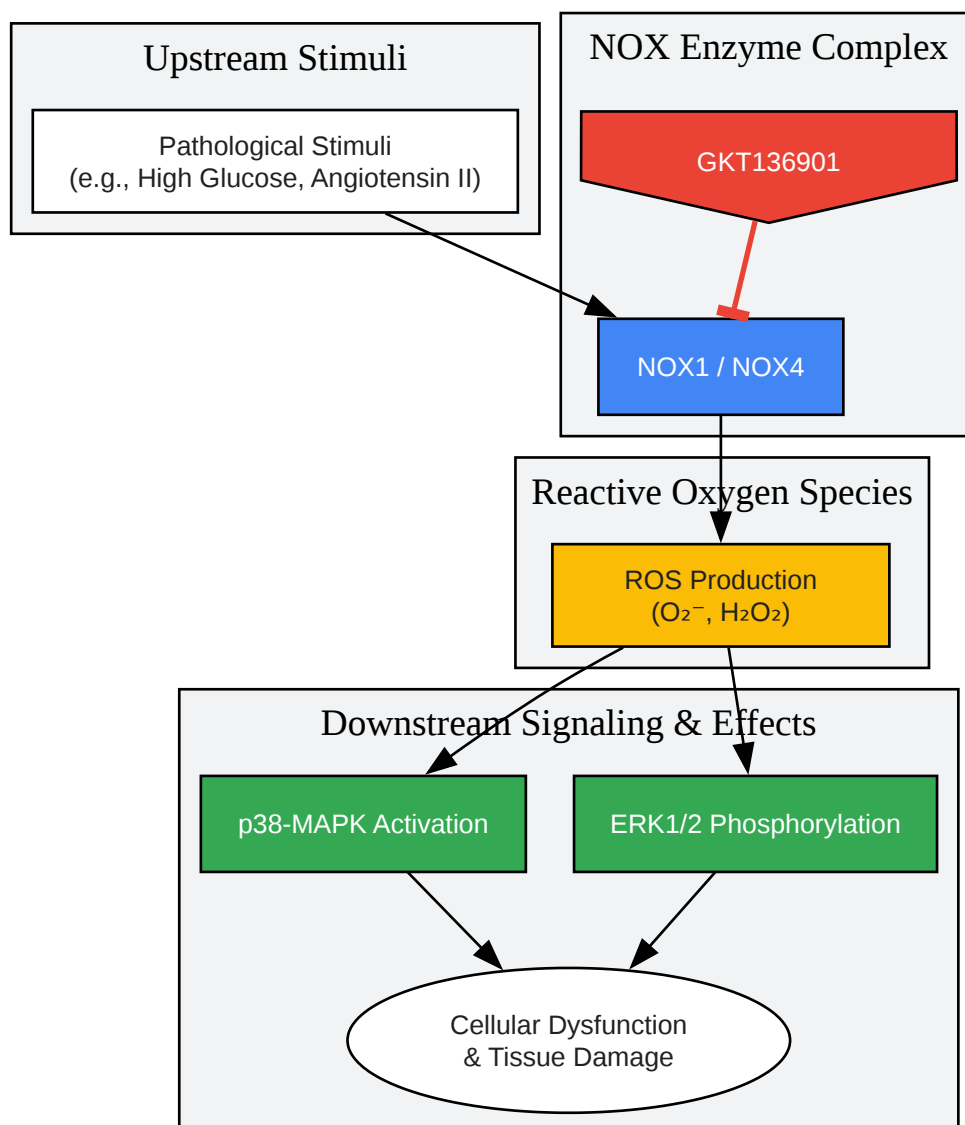 Upstream Stimuli
Pathological Stimuli
(e.g., High Glucose, Angiotensin II)
NOX Enzyme Complex
GKT136901
NOX1 / NOX4
Reactive Oxygen Species
ROS Production
(O₂⁻, H₂O₂)
Downstream Signaling & Effects
p38-MAPK Activation
ERK1/2 Phosphorylation
Cellular Dysfunction
& Tissue Damage